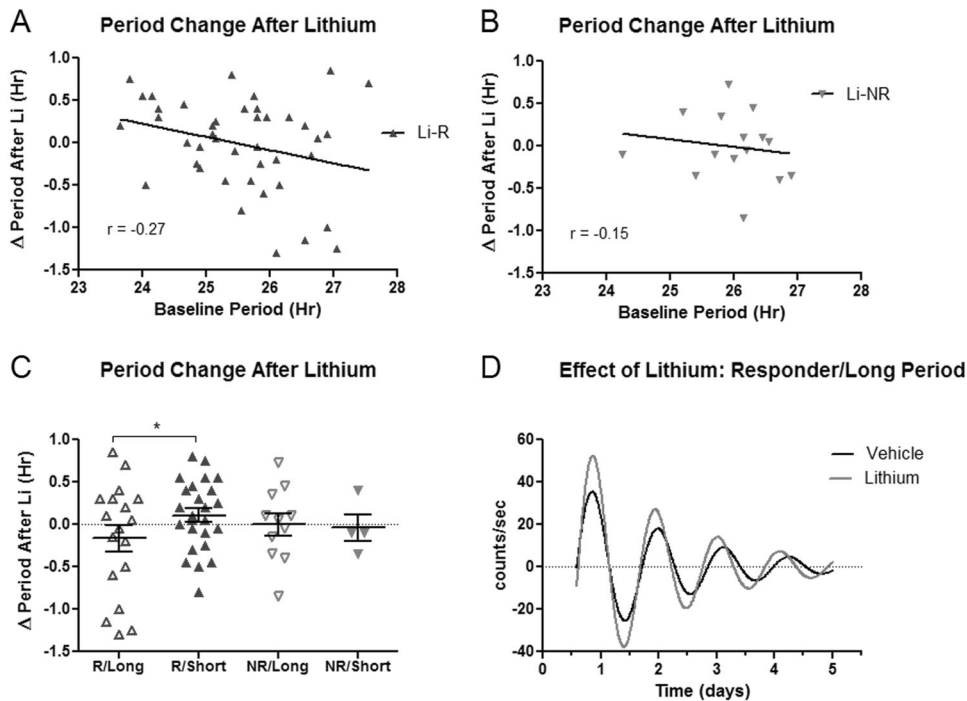 A
Period Change After Lithium
Δ Period After Li (Hr)
1.0
0.5
0.0
-0.5
-1.0
-1.5
r = -0.27
Li-R
23 24 25 26 27 28
Baseline Period (Hr)
B
Period Change After Lithium
Δ Period After Li (Hr)
1.0
0.5
0.0
-0.5
-1.0
-1.5
r = -0.15
Li-NR
23 24 25 26 27 28
Baseline Period (Hr)
C
Period Change After Lithium
Δ Period After Li (Hr)
1.0
0.5
0.0
-0.5
-1.0
-1.5
*
R/Long R/Short NR/Long NR/Short
D
Effect of Lithium: Responder/Long Period
counts/sec
60
40
20
0
-20
-40
Vehicle
Lithium
0 1 2 3 4 5
Time (days)